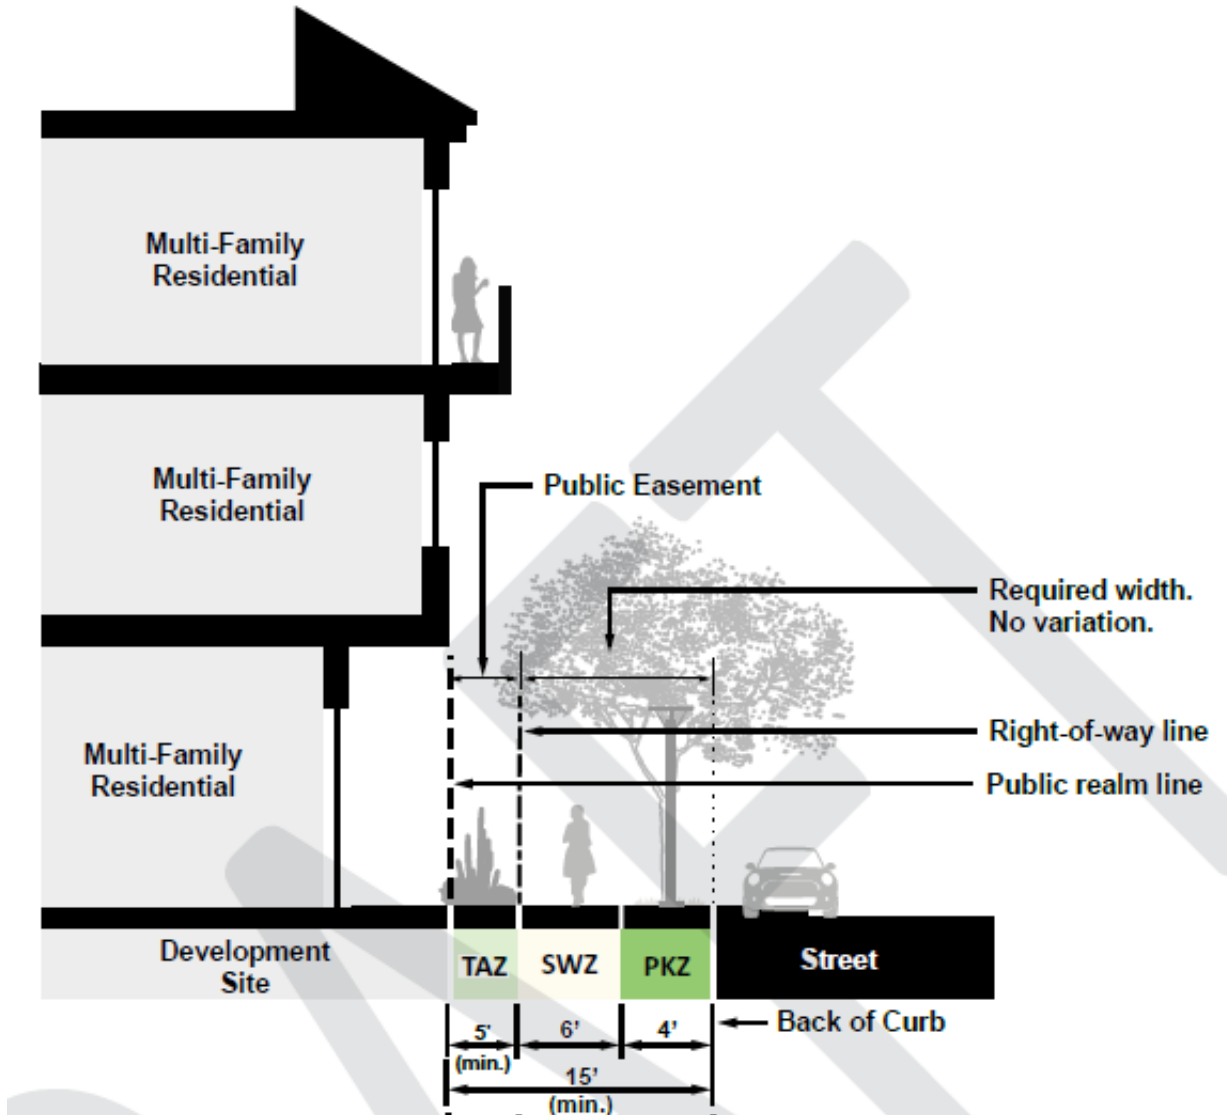 Multi-Family
Residential
Multi-Family
Residential
Public Easement
Required width.
No variation.
Right-of-way line
Multi-Family
Residential
Public realm line
Development
Site
TAZ
SWZ
PKZ
Street
Back of Curb
5'
(min.)
6'
4'
15'
(min.)